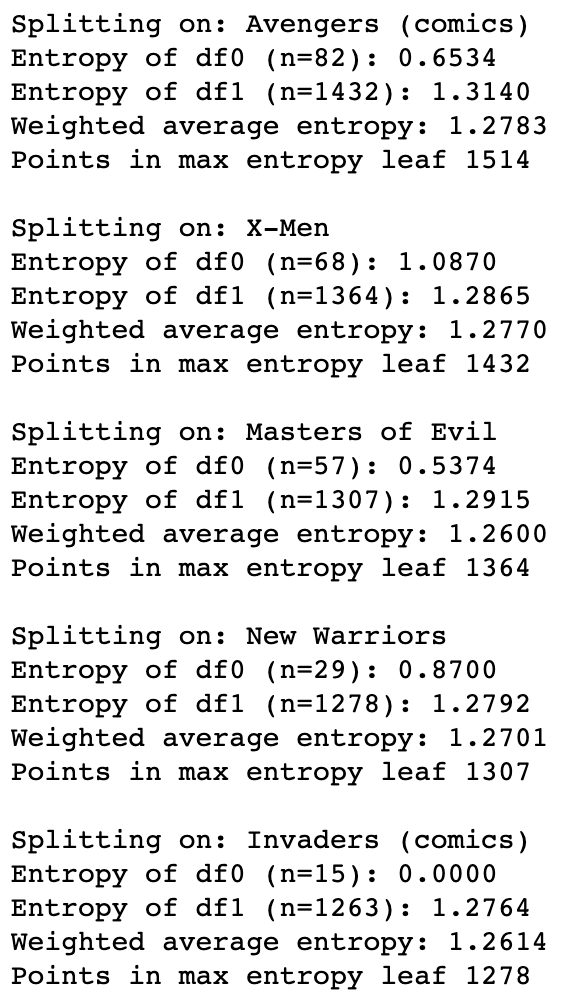 Splitting on: Avengers (comics)
Entropy of df0 (n=82): 0.6534
Entropy of df1 (n=1432): 1.3140
Weighted average entropy: 1.2783
Points in max entropy leaf 1514
Splitting on: X-Men
Entropy of df0 (n=68): 1.0870
Entropy of df1 (n=1364): 1.2865
Weighted average entropy: 1.2770
Points in max entropy leaf 1432
Splitting on: Masters of Evil
Entropy of df0 (n=57): 0.5374
Entropy of df1 (n=1307): 1.2915
Weighted average entropy: 1.2600
Points in max entropy leaf 1364
Splitting on: New Warriors
Entropy of df0 (n=29): 0.8700
Entropy of df1 (n=1278): 1.2792
Weighted average entropy: 1.2701
Points in max entropy leaf 1307
Splitting on: Invaders (comics)
Entropy of df0 (n=15): 0.0000
Entropy of df1 (n=1263): 1.2764
Weighted average entropy: 1.2614
Points in max entropy leaf 1278